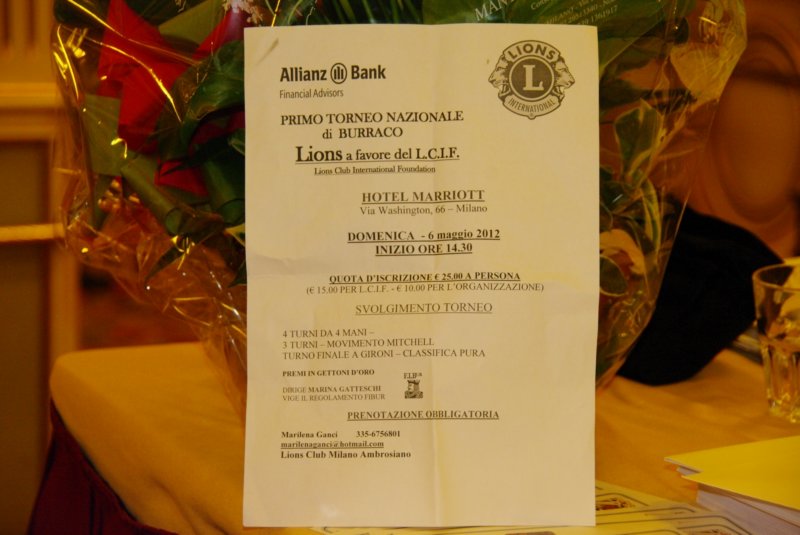 Allianz Bank
Financial Advisors
LIONS
L
INTERNATIONAL
PRIMO TORNEO NAZIONALE
di BURRACO
Lions a favore del L.C.I.F.
Lions Club International Foundation
HOTEL MARRIOTT
Via Washington, 66 – Milano
DOMENICA - 6 maggio 2012
INIZIO ORE 14.30
QUOTA D'ISCRIZIONE € 25,00 A PERSONA
(€ 15,00 PER L.C.I.F. - € 10,00 PER L'ORGANIZZAZIONE)
SVOLGIMENTO TORNEO
4 TURNI DA 4 MANI –
3 TURNI – MOVIMENTO MITCHELL
TURNO FINALE A GIRONI – CLASSIFICA PURA
PREMI IN GETTONI D'ORO
DIRIGE MARINA GATTESCHI
VIGE IL REGOLAMENTO FIBUR
PRENOTAZIONE OBBLIGATORIA
Marilena Ganci 335-6756801
marilenaganci@hotmail.com
Lions Club Milano Ambrosiano